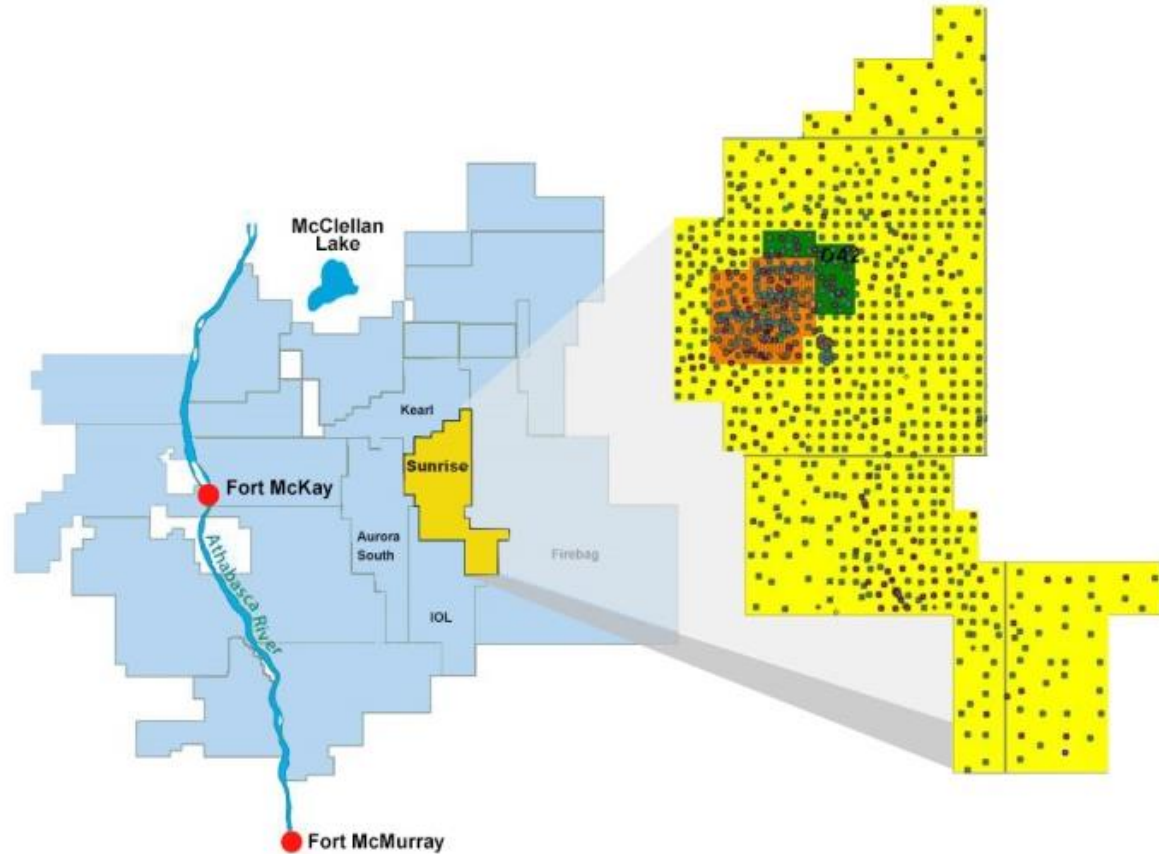 McClellan
Lake
Kearl
Sunrise
Fort McKay
Aurora
South
Firebag
Athabasca River
IOL
Fort McMurray